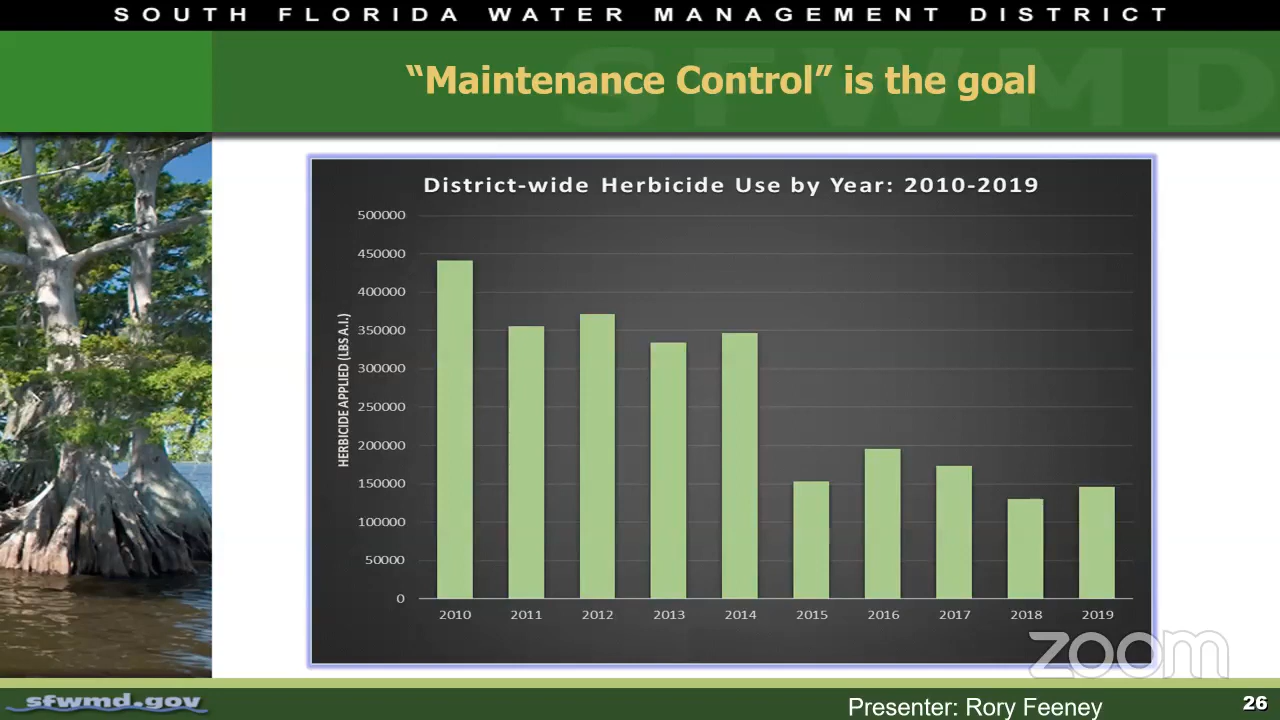 SOUTH FLORIDA WATER MANAGEMENT DISTRICT
SFWMD
“Maintenance Control” is the goal
District-wide Herbicide Use by Year: 2010-2019
HERBICIDE APPLIED (LBS A.I.)
500000
450000
400000
350000
300000
250000
200000
150000
100000
50000
0
2010 2011 2012 2013 2014 2015 2016 2017 2018 2019
zoom
sfwmd.gov
Presenter: Rory Feeney
26